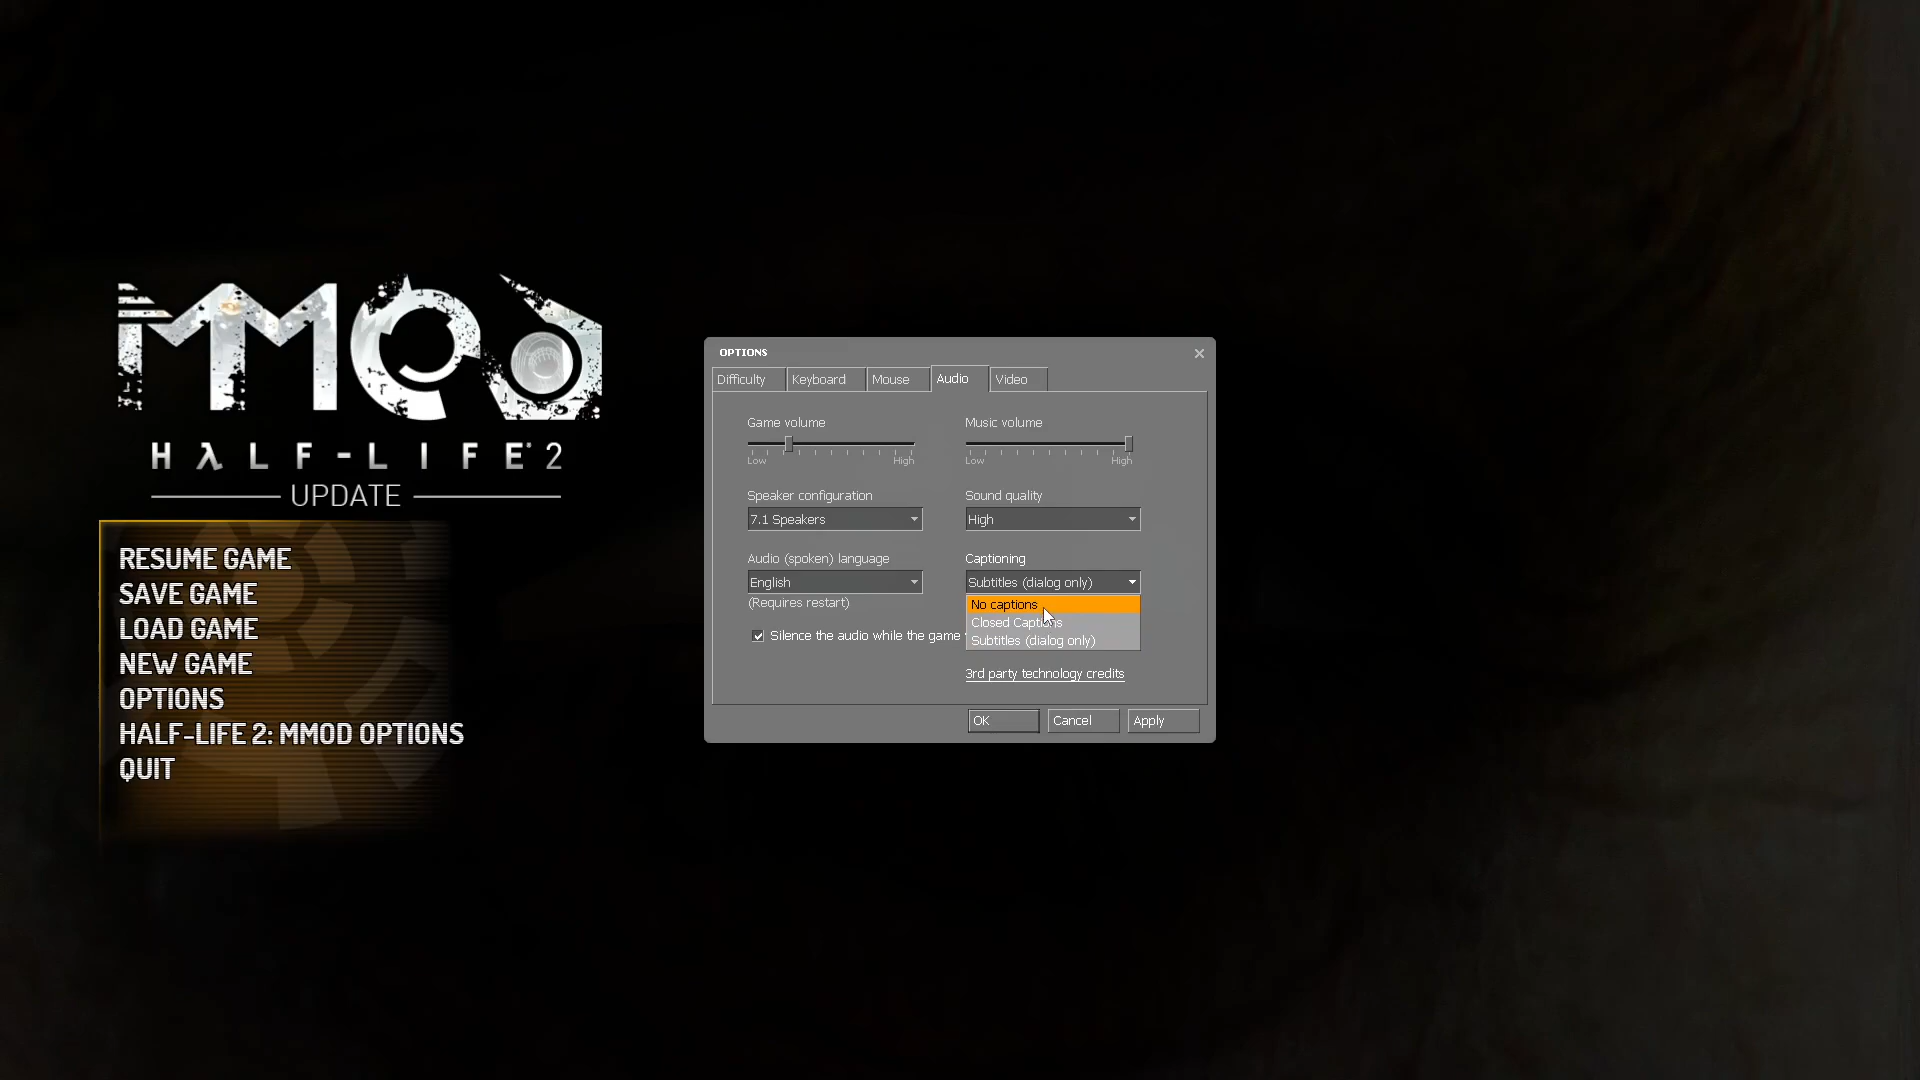 MMOD
HλLF-LIFE 2
UPDATE
RESUME GAME
SAVE GAME
LOAD GAME
NEW GAME
OPTIONS
HALF-LIFE 2: MMOD OPTIONS
QUIT
OPTIONS
Difficulty Keyboard Mouse Audio Video
Game volume
Low High
Music volume
Low High
Speaker configuration
7.1 Speakers
Sound quality
High
Audio (spoken) language
English
(Requires restart)
Captioning
Subtitles (dialog only)
No captions
Closed Captions
Subtitles (dialog only)
Silence the audio while the game
3rd party technology credits
OK Cancel Apply